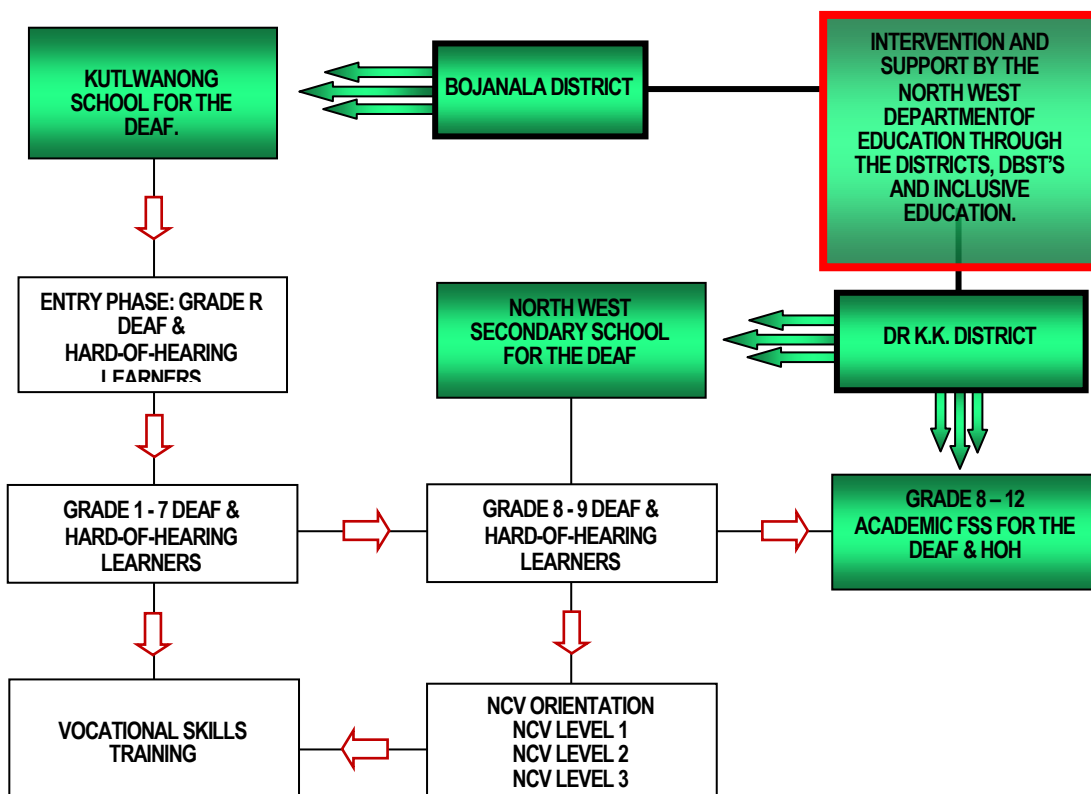 KUTLWANONG
SCHOOL FOR THE
DEAF.
BOJANALA DISTRICT
INTERVENTION AND
SUPPORT BY THE
NORTH WEST
DEPARTMENTOF
EDUCATION THROUGH
THE DISTRICTS, DBST'S
AND INCLUSIVE
EDUCATION.
ENTRY PHASE: GRADE R
DEAF &
HARD-OF-HEARING
LEARNERS
NORTH WEST
SECONDARY SCHOOL
FOR THE DEAF
DR K.K. DISTRICT
GRADE 1 - 7 DEAF &
HARD-OF-HEARING
LEARNERS
GRADE 8 - 9 DEAF &
HARD-OF-HEARING
LEARNERS
GRADE 8 – 12
ACADEMIC FSS FOR THE
DEAF & HOH
VOCATIONAL SKILLS
TRAINING
NCV ORIENTATION
NCV LEVEL 1
NCV LEVEL 2
NCV LEVEL 3